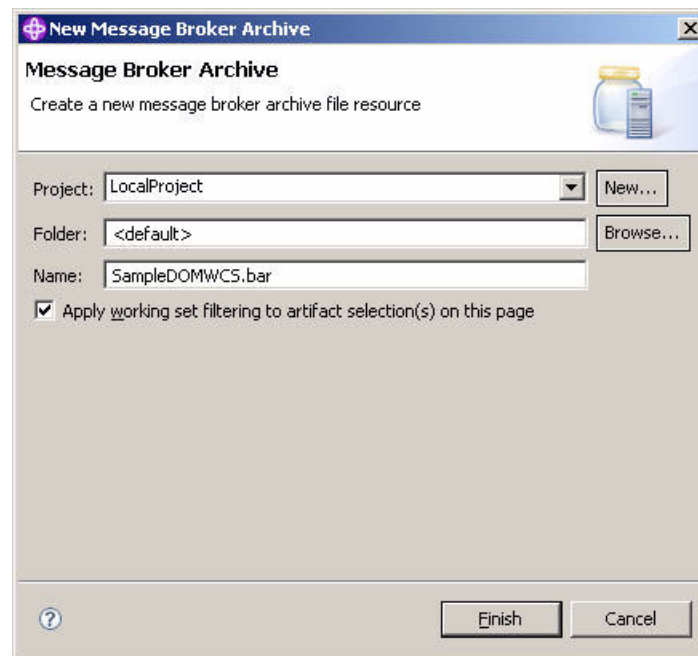 New Message Broker Archive
Message Broker Archive
Create a new message broker archive file resource
Project: LocalProject New...
Folder: <default> Browse...
Name: SampleDOMWCS.bar
Apply working set filtering to artifact selection(s) on this page
? Finish Cancel